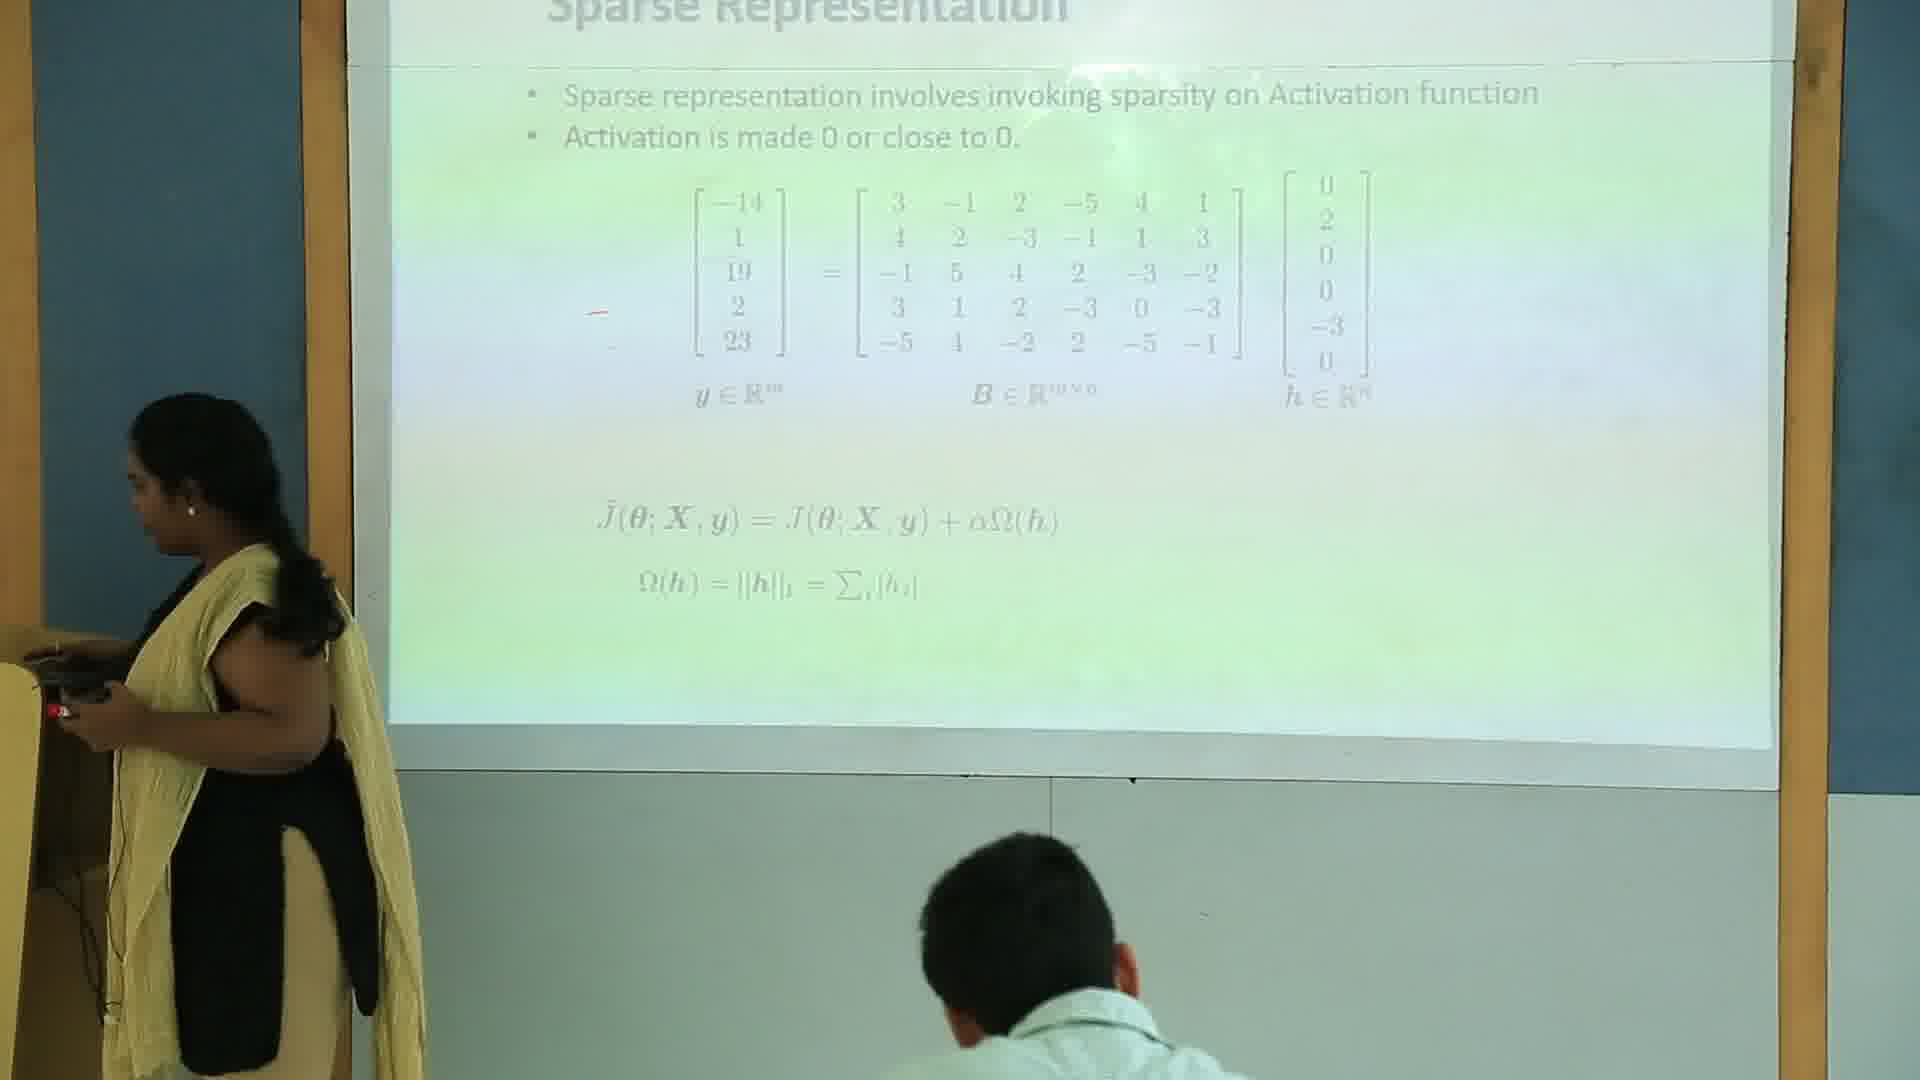 Sparse Representation
• Sparse representation involves invoking sparsity on Activation function
• Activation is made 0 or close to 0.
−14
1
19
2
23
=
3 −1 2 −5 4 1
4 2 −3 −1 1 3
−1 5 4 2 −3 −2
3 1 2 −3 0 −3
−5 4 −2 2 −5 −1
0
2
0
0
−3
0
y ∈ ℝᵐ B ∈ ℝᵐˣⁿ h ∈ ℝⁿ
J̃(θ; X, y) = J(θ; X, y) + αΩ(h)
Ω(h) = ||h||₁ = ∑ᵢ |hᵢ|